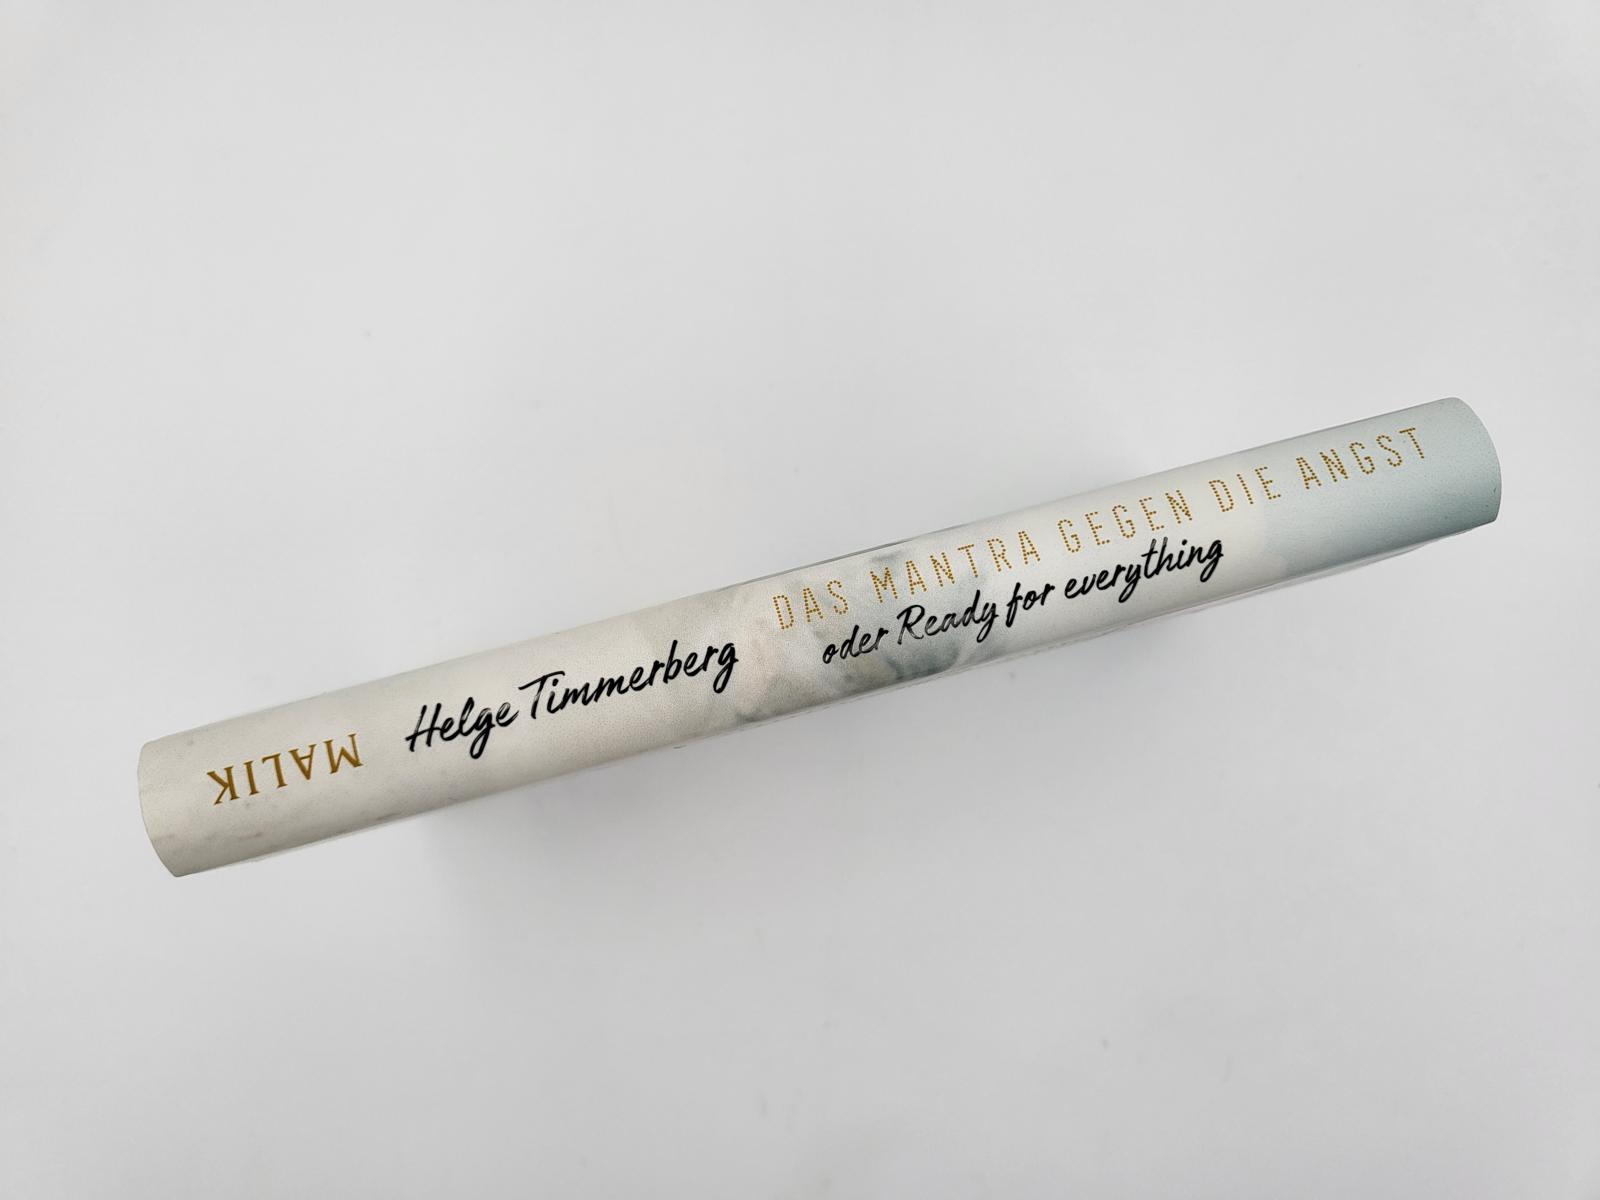 MALIK
Helge Timmerberg
DAS MANTRA GEGEN DIE ANGST
oder Ready for everything